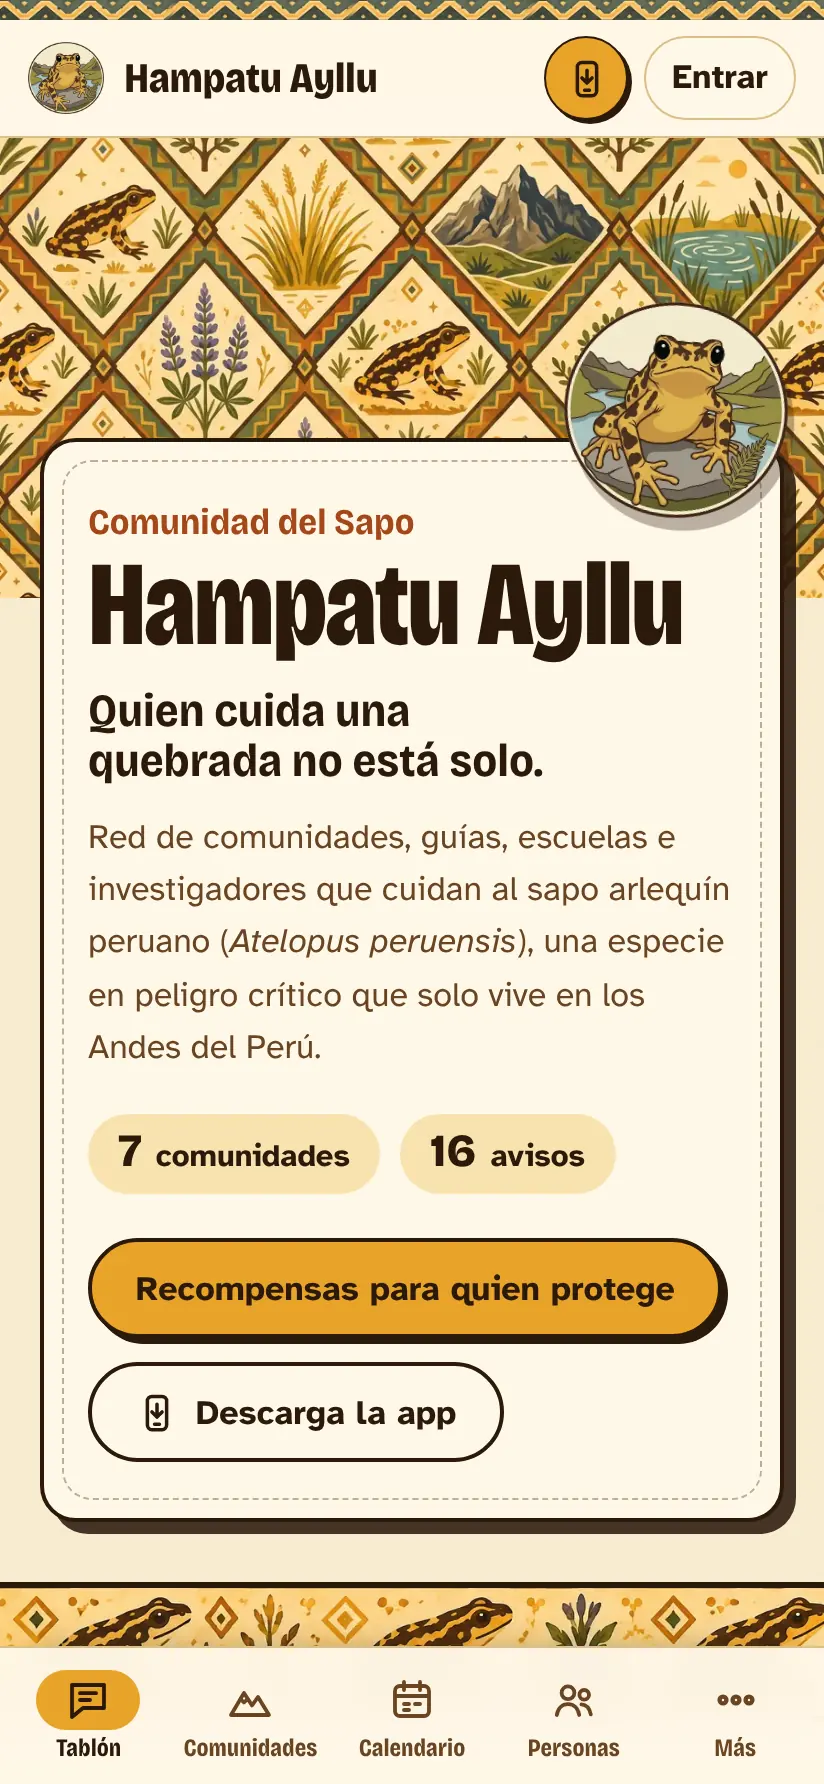 Hampatu Ayllu
Entrar
Comunidad del Sapo
Hampatu Ayllu
Quien cuida una
quebrada no está solo.
Red de comunidades, guías, escuelas e
investigadores que cuidan al sapo arlequín
peruano (Atelopus peruensis), una especie
en peligro crítico que solo vive en los
Andes del Perú.
7 comunidades
16 avisos
Recompensas para quien protege
Descarga la app
Tablón
Comunidades
Calendario
Personas
Más